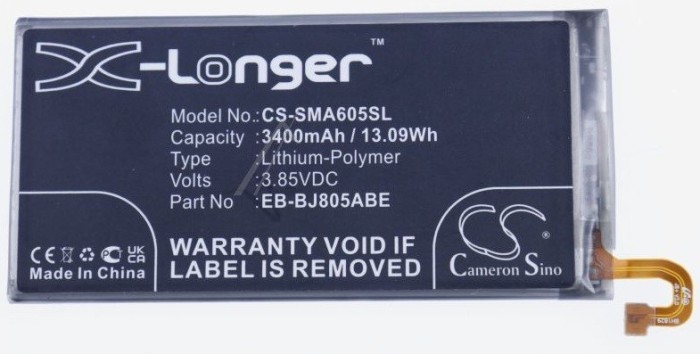 X-Longer™
Model No.:CS-SMA605SL
Capacity :3400mAh / 13.09Wh
Type :Lithium-Polymer
Volts :3.85VDC
Part No :EB-BJ805ABE
WARRANTY VOID IF
LABEL IS REMOVED
CE UK CA
Made In China
CS
Cameron Sino